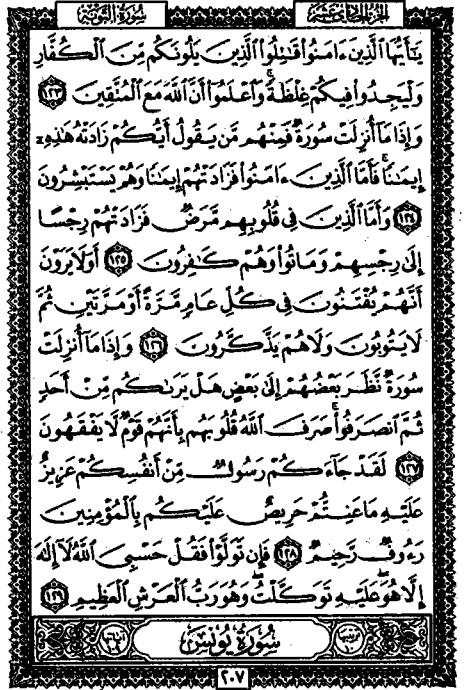 سورة التوبة
الجزء الحادي عشر
يَٰٓأَيُّهَا ٱلَّذِينَ ءَامَنُوا۟ قَٰتِلُوا۟ ٱلَّذِينَ يَلُونَكُم مِّنَ ٱلْكُفَّارِ
وَلْيَجِدُوا۟ فِيكُمْ غِلْظَةً ۚ وَٱعْلَمُوٓا۟ أَنَّ ٱللَّهَ مَعَ ٱلْمُتَّقِينَ ١٢٣
وَإِذَا مَآ أُنزِلَتْ سُورَةٌ فَمِنْهُم مَّن يَقُولُ أَيُّكُمْ زَادَتْهُ هَٰذِهِۦٓ
إِيمَٰنًا ۚ فَأَمَّا ٱلَّذِينَ ءَامَنُوا۟ فَزَادَتْهُمْ إِيمَٰنًا وَهُمْ يَسْتَبْشِرُونَ
١٢٤ وَأَمَّا ٱلَّذِينَ فِى قُلُوبِهِم مَّرَضٌ فَزَادَتْهُمْ رِجْسًا
إِلَىٰ رِجْسِهِمْ وَمَاتُوا۟ وَهُمْ كَٰفِرُونَ ١٢٥ أَوَلَا يَرَوْنَ
أَنَّهُمْ يُفْتَنُونَ فِى كُلِّ عَامٍ مَّرَّةً أَوْ مَرَّتَيْنِ ثُمَّ
لَا يَتُوبُونَ وَلَا هُمْ يَذَّكَّرُونَ ١٢٦ وَإِذَا مَآ أُنزِلَتْ
سُورَةٌ نَّظَرَ بَعْضُهُمْ إِلَىٰ بَعْضٍ هَلْ يَرَىٰكُم مِّنْ أَحَدٍ
ثُمَّ ٱنصَرَفُوا۟ ۚ صَرَفَ ٱللَّهُ قُلُوبَهُم بِأَنَّهُمْ قَوْمٌ لَّا يَفْقَهُونَ
١٢٧ لَقَدْ جَآءَكُمْ رَسُولٌ مِّنْ أَنفُسِكُمْ عَزِيزٌ
عَلَيْهِ مَا عَنِتُّمْ حَرِيصٌ عَلَيْكُم بِٱلْمُؤْمِنِينَ
رَءُوفٌ رَّحِيمٌ ١٢٨ فَإِن تَوَلَّوْا۟ فَقُلْ حَسْبِىَ ٱللَّهُ لَآ إِلَٰهَ
إِلَّا هُوَ ۖ عَلَيْهِ تَوَكَّلْتُ ۖ وَهُوَ رَبُّ ٱلْعَرْشِ ٱلْعَظِيمِ ١٢٩
سُورَةُ يُونُسَ
٢٠٧